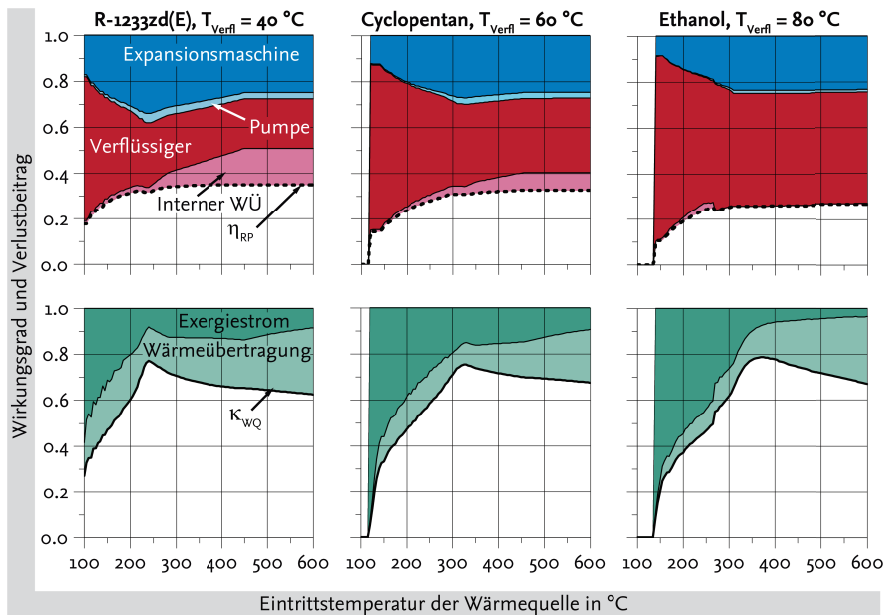 R-1233zd(E), T_Verfl = 40 °C
Cyclopentan, T_Verfl = 60 °C
Ethanol, T_Verfl = 80 °C
Wirkungsgrad und Verlustbeitrag
1.0
0.8
0.6
0.4
0.2
0.0
Expansionsmaschine
Pumpe
Verflüssiger
Interner WÜ
η_RP
1.0
0.8
0.6
0.4
0.2
0.0
Exergiestrom
Wärmeübertragung
κ_WQ
100 200 300 400 500 600
100 200 300 400 500 600
100 200 300 400 500 600
Eintrittstemperatur der Wärmequelle in °C